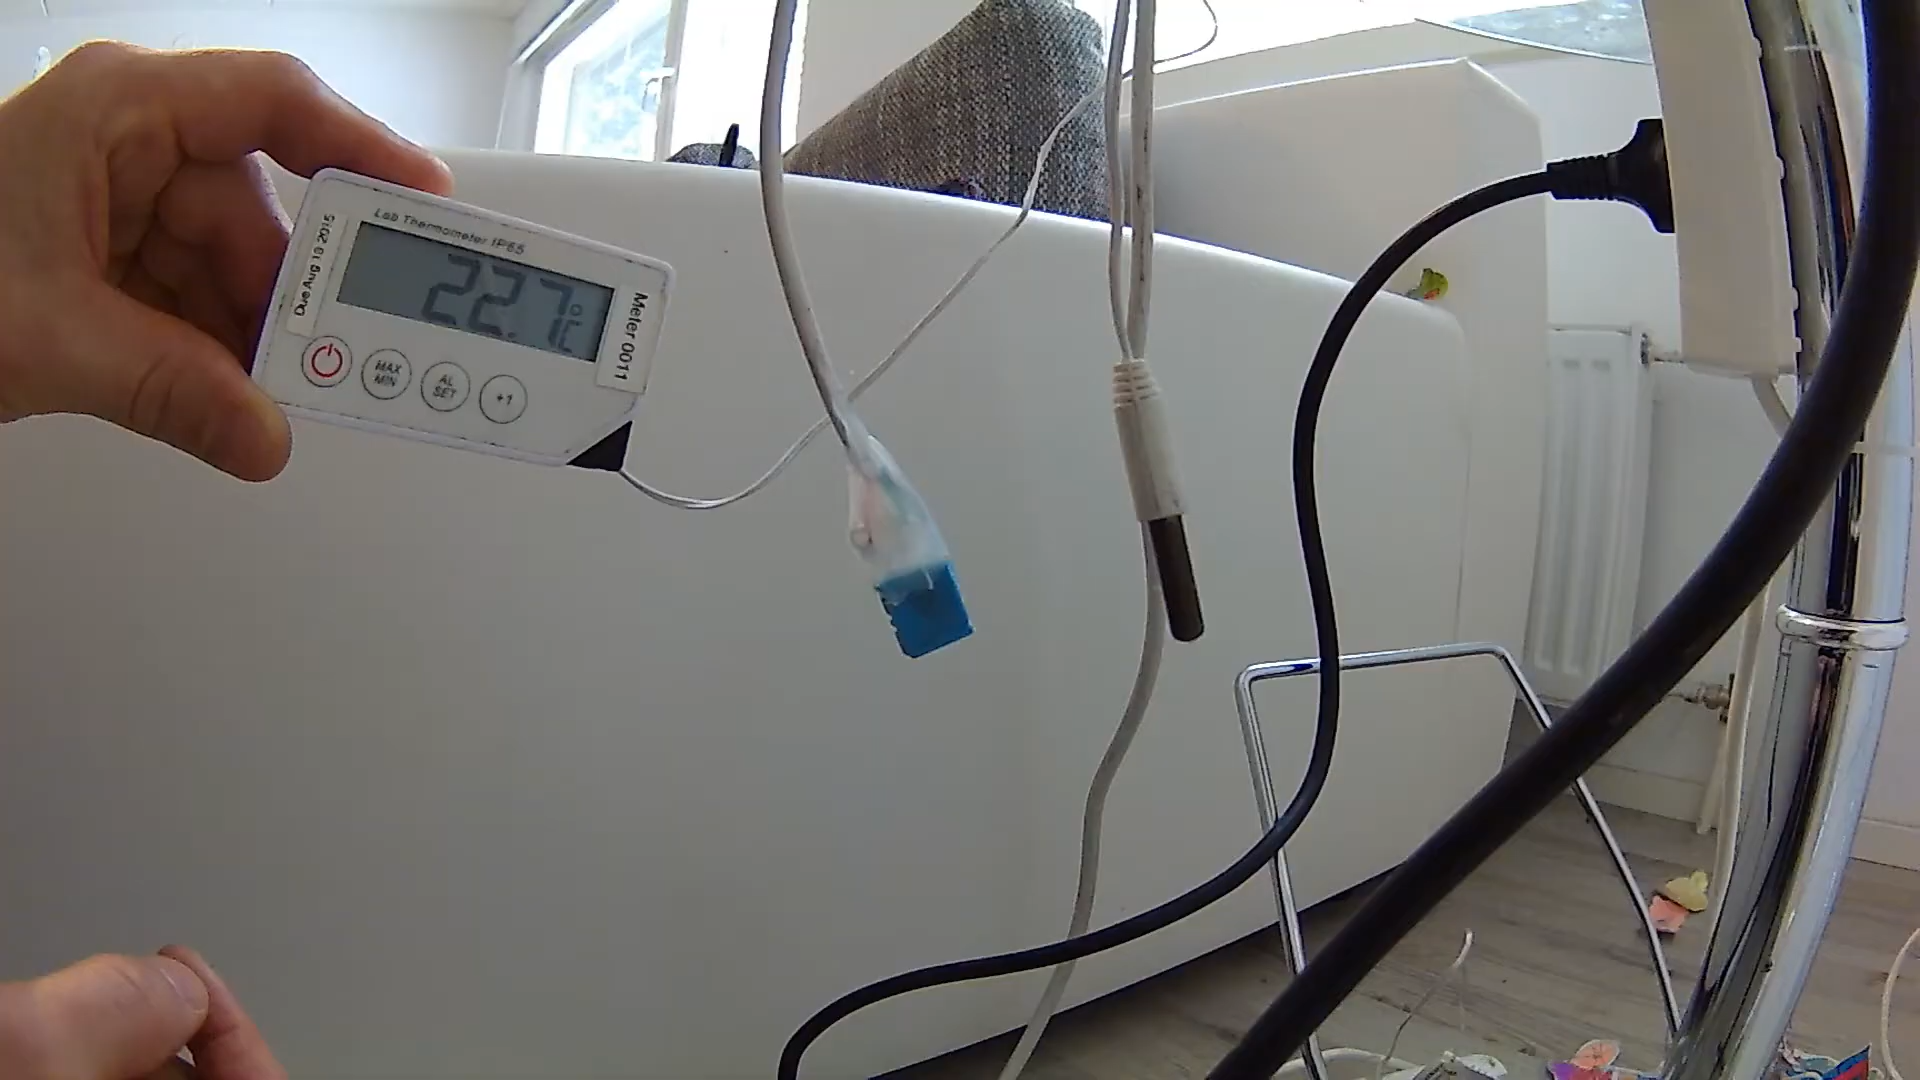 Lab Thermometer IP65
Due Aug 18 2015
22.7°C
Meter 0011
MAX
MIN
AL
SET
+1